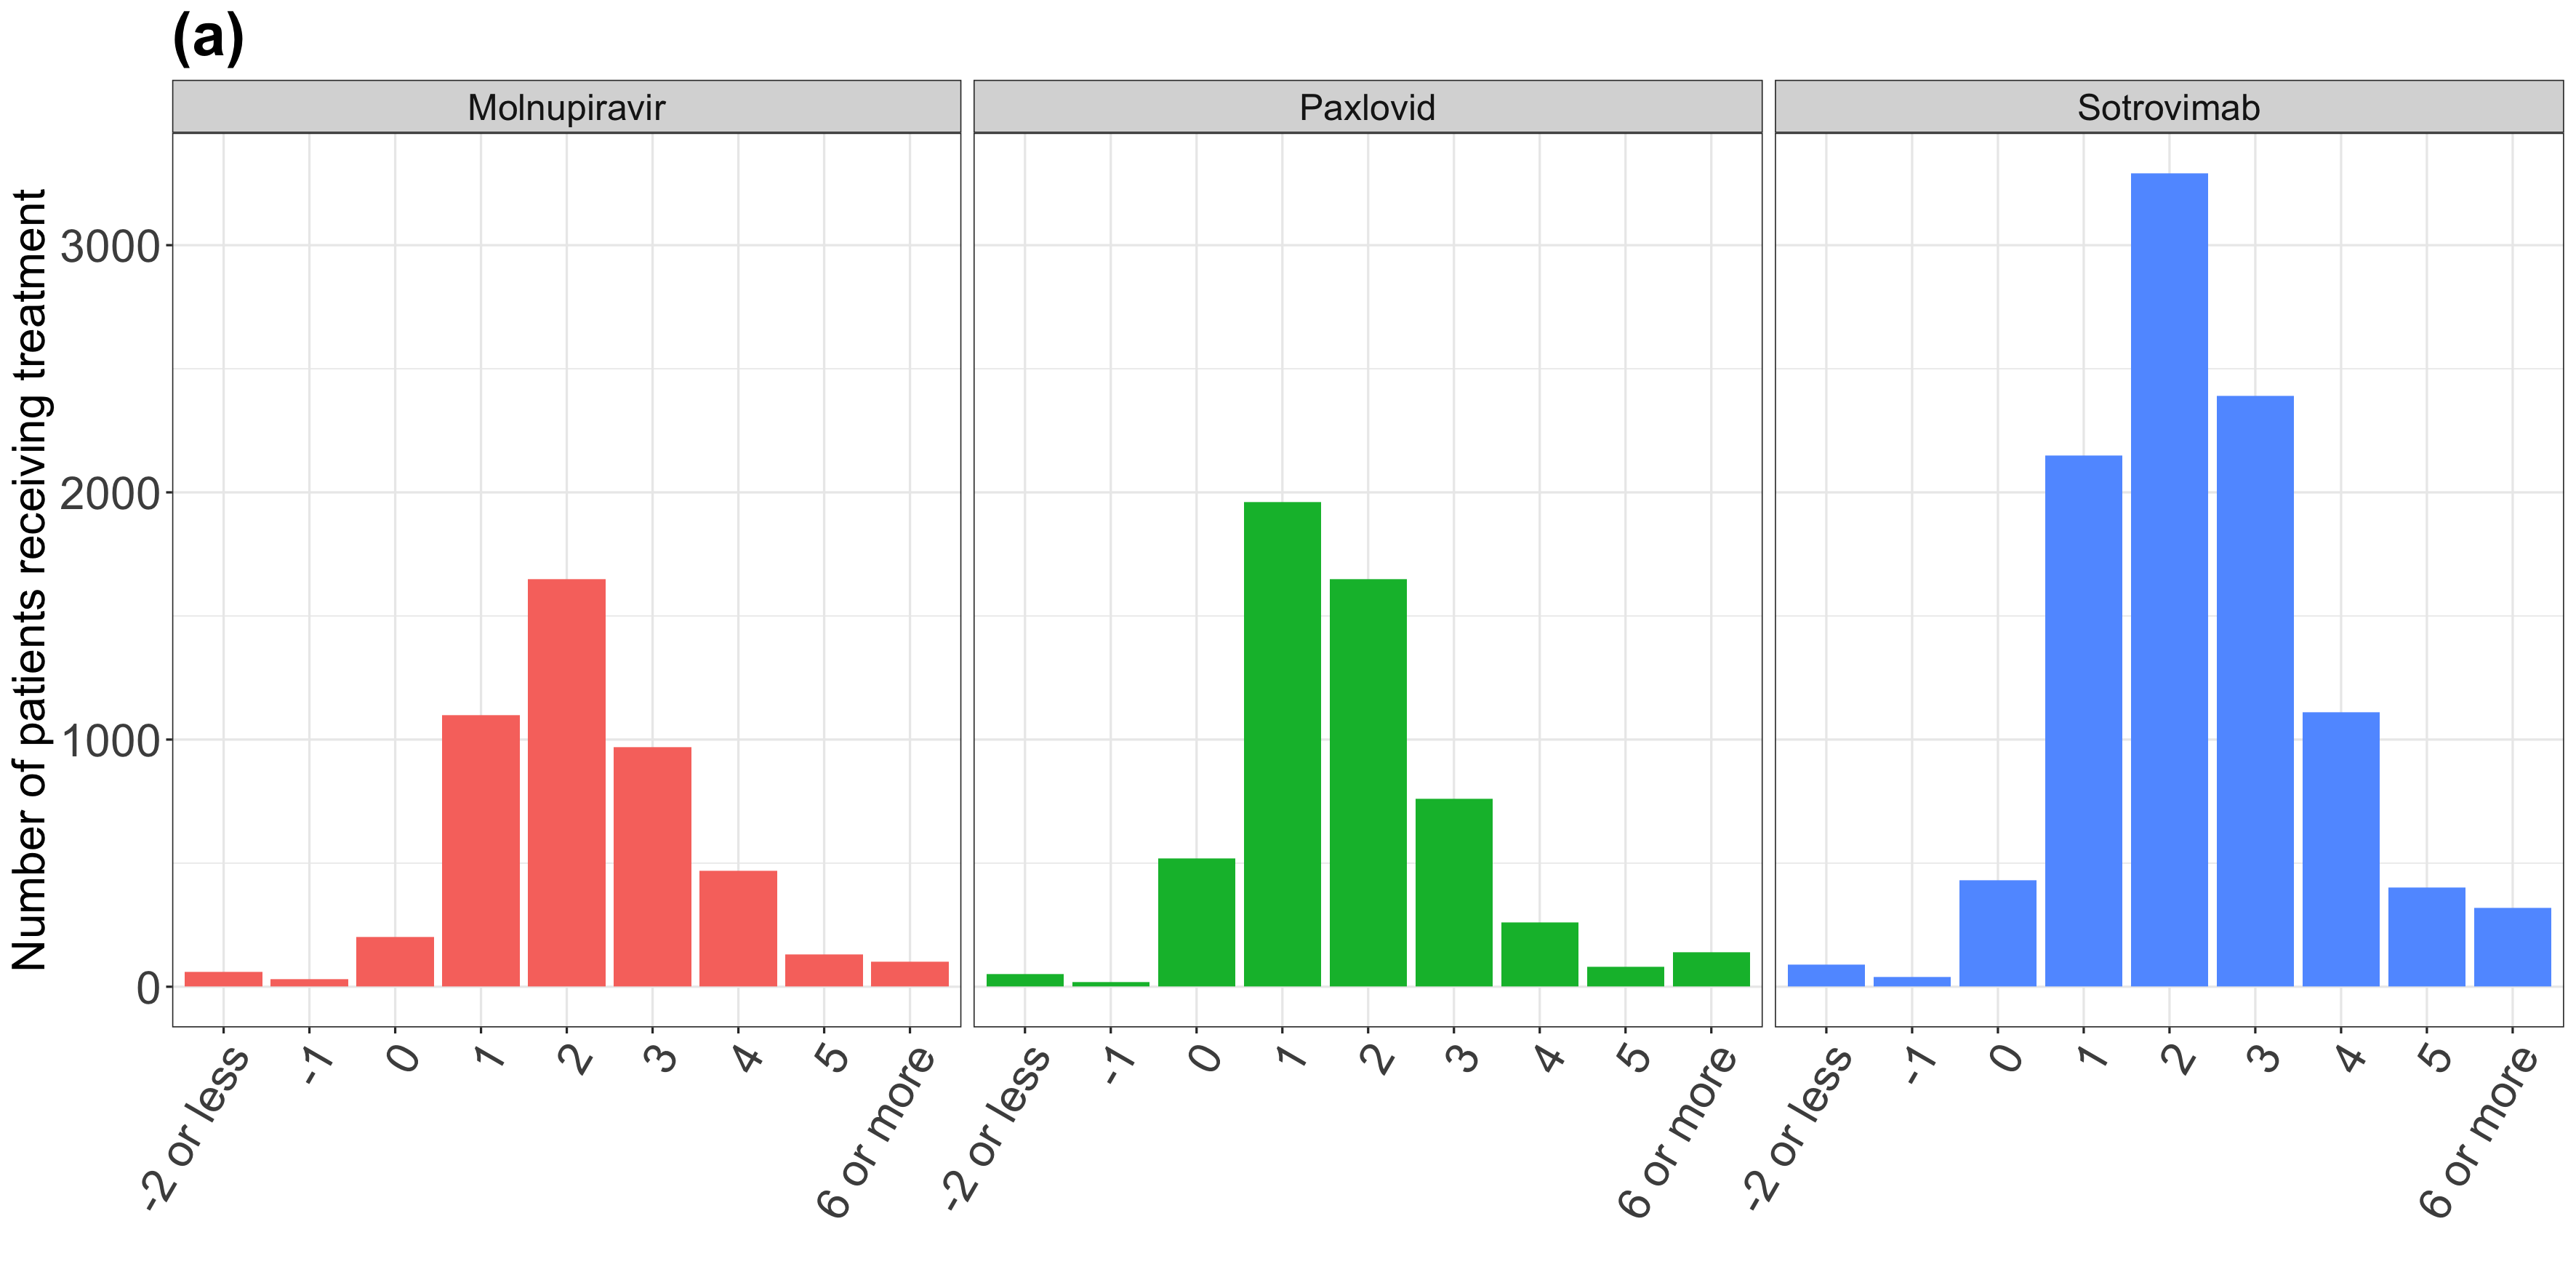 (a)
Molnupiravir
Paxlovid
Sotrovimab
Number of patients receiving treatment
3000
2000
1000
0
-2 or less
-1
0
1
2
3
4
5
6 or more
-2 or less
-1
0
1
2
3
4
5
6 or more
-2 or less
-1
0
1
2
3
4
5
6 or more